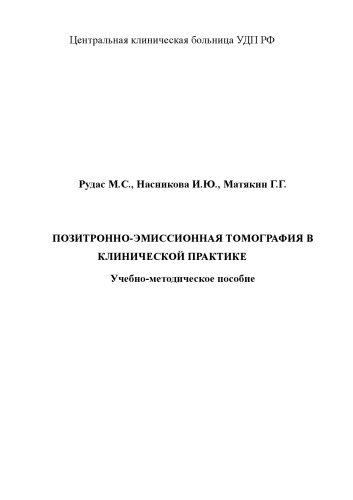 Центральная клиническая больница УДП РФ
Рудас М.С., Насникова И.Ю., Матякин Г.Г.
ПОЗИТРОННО-ЭМИССИОННАЯ ТОМОГРАФИЯ В
КЛИНИЧЕСКОЙ ПРАКТИКЕ
Учебно-методическое пособие